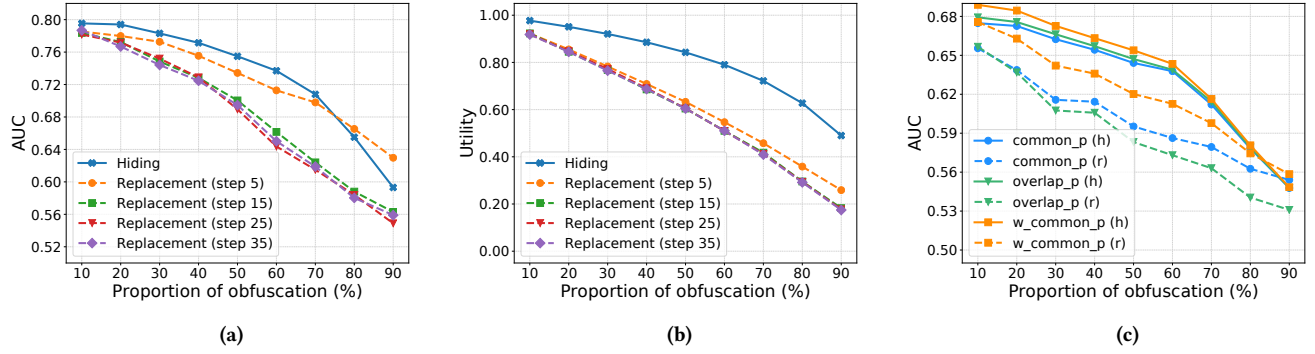 0.80
0.76
0.72
0.68
0.64
0.60
0.56
0.52
AUC
Hiding
Replacement (step 5)
Replacement (step 15)
Replacement (step 25)
Replacement (step 35)
10 20 30 40 50 60 70 80 90
Proportion of obfuscation (%)
(a)
1.00
0.80
0.60
0.40
0.20
0.00
Utility
Hiding
Replacement (step 5)
Replacement (step 15)
Replacement (step 25)
Replacement (step 35)
10 20 30 40 50 60 70 80 90
Proportion of obfuscation (%)
(b)
0.68
0.65
0.62
0.59
0.56
0.53
0.50
AUC
common_p (h)
common_p (r)
overlap_p (h)
overlap_p (r)
w_common_p (h)
w_common_p (r)
10 20 30 40 50 60 70 80 90
Proportion of obfuscation (%)
(c)